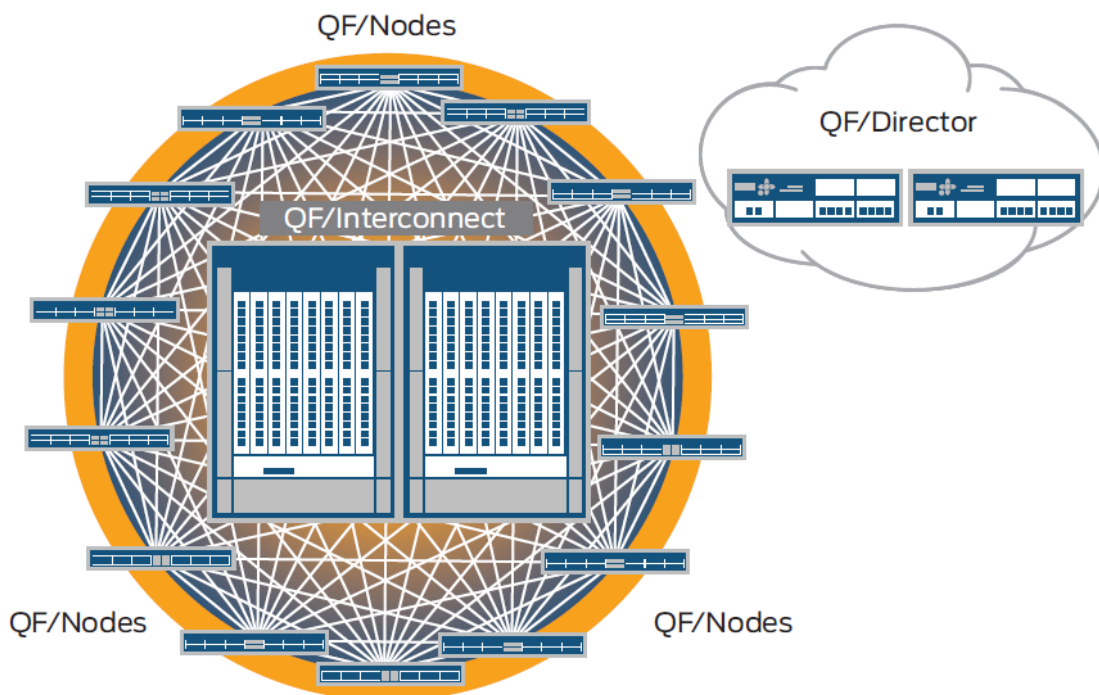 QF/Nodes
QF/Director
QF/Interconnect
QF/Nodes
QF/Nodes